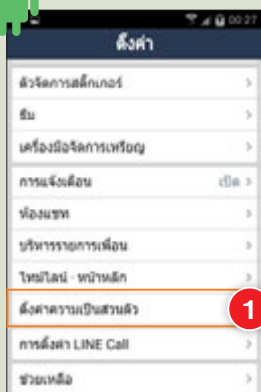 00:27
ตั้งค่า
ตัวจัดการสติ๊กเกอร์
ธีม
เครื่องมือจัดการเหรียญ
การแจ้งเตือน เปิด
ห้องแชท
บริหารรายการเพื่อน
ไทม์ไลน์ · หน้าหลัก
ตั้งค่าความเป็นส่วนตัว
1
การตั้งค่า LINE Call
ช่วยเหลือ